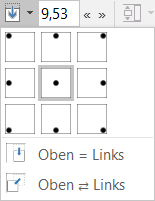 9,53 « »
Oben = Links
Oben ⇄ Links